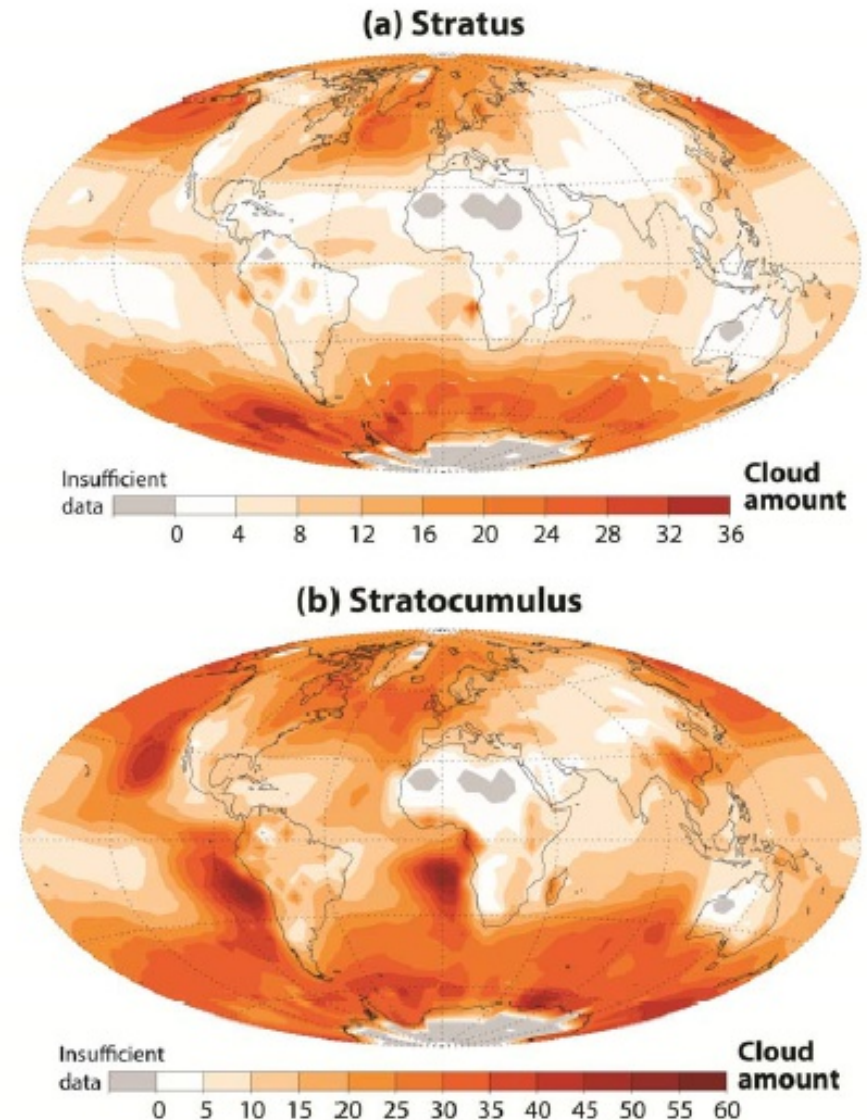 (a) Stratus
Insufficient
data
Cloud
amount
0 4 8 12 16 20 24 28 32 36
(b) Stratocumulus
Insufficient
data
Cloud
amount
0 5 10 15 20 25 30 35 40 45 50 55 60